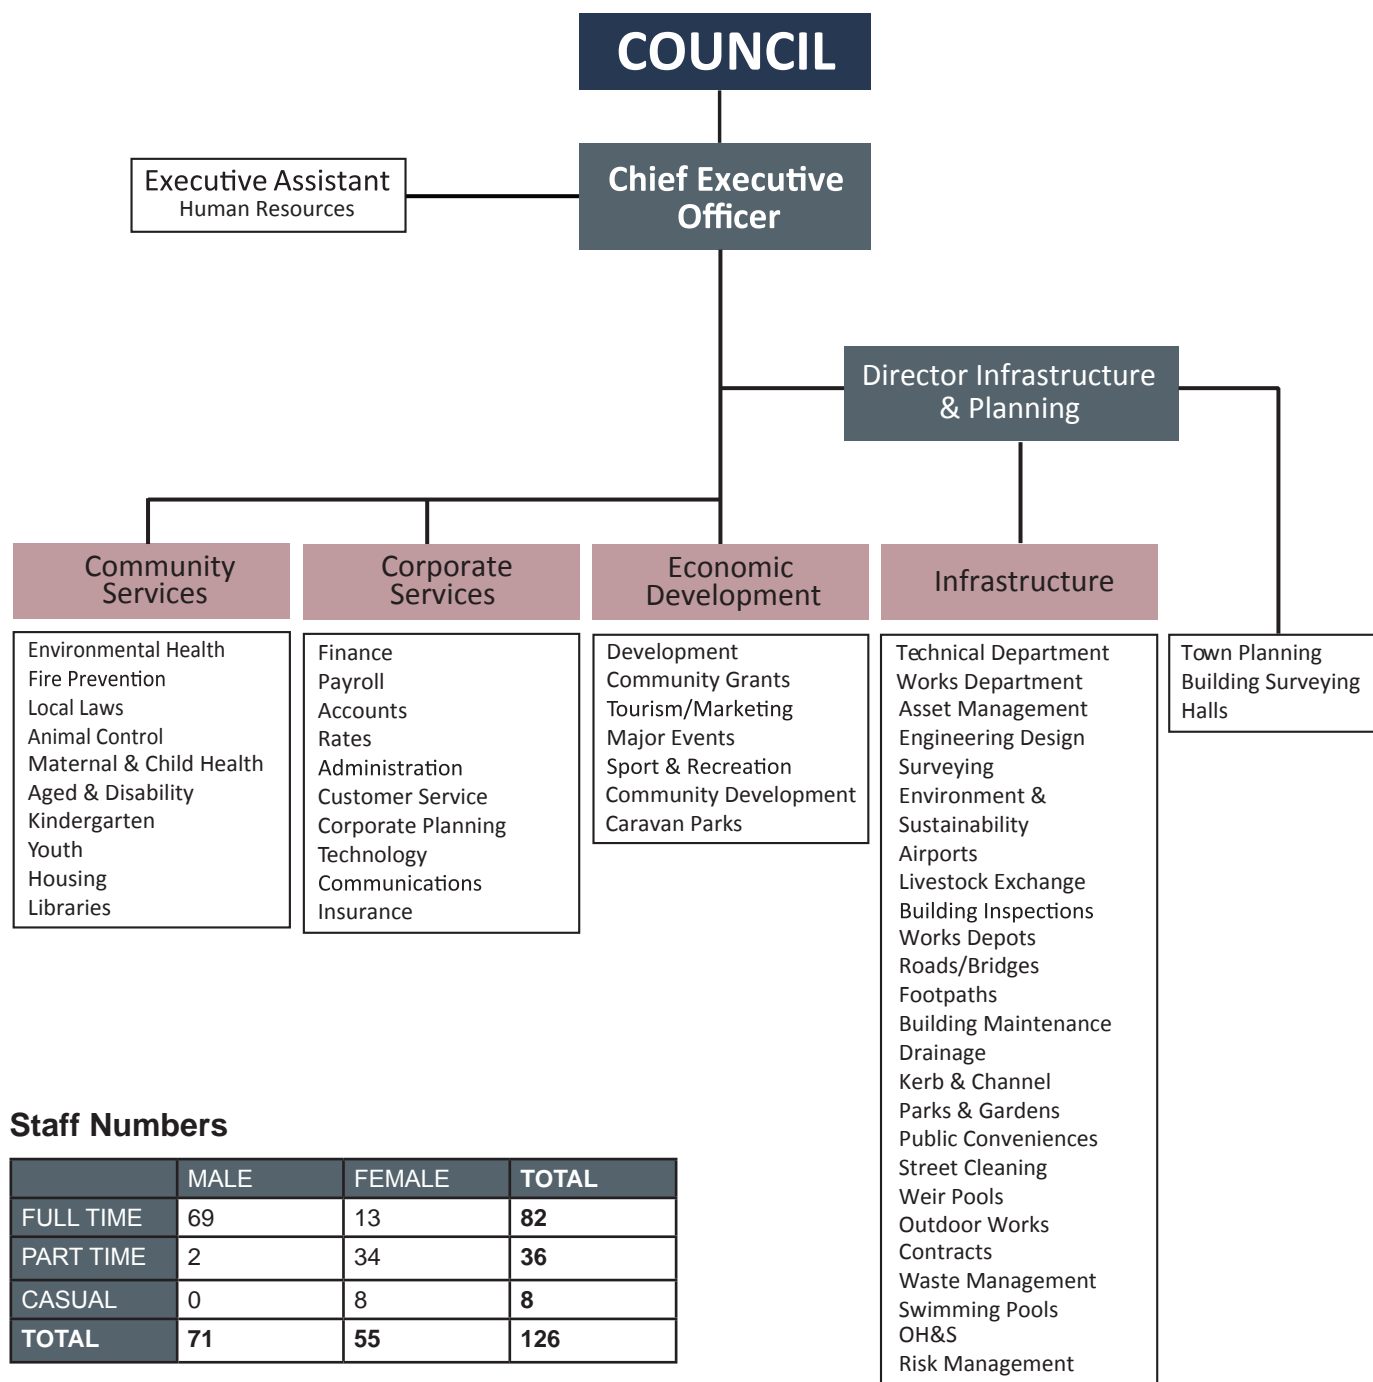 COUNCIL
Chief Executive
Officer
Executive Assistant
Human Resources
Director Infrastructure
& Planning
Community
Services
Environmental Health
Fire Prevention
Local Laws
Animal Control
Maternal & Child Health
Aged & Disability
Kindergarten
Youth
Housing
Libraries
Corporate
Services
Finance
Payroll
Accounts
Rates
Administration
Customer Service
Corporate Planning
Technology
Communications
Insurance
Economic
Development
Development
Community Grants
Tourism/Marketing
Major Events
Sport & Recreation
Community Development
Caravan Parks
Infrastructure
Technical Department
Works Department
Asset Management
Engineering Design
Surveying
Environment &
Sustainability
Airports
Livestock Exchange
Building Inspections
Works Depots
Roads/Bridges
Footpaths
Building Maintenance
Drainage
Kerb & Channel
Parks & Gardens
Public Conveniences
Street Cleaning
Weir Pools
Outdoor Works
Contracts
Waste Management
Swimming Pools
OH&S
Risk Management
Town Planning
Building Surveying
Halls
Staff Numbers
MALE FEMALE TOTAL
FULL TIME 69 13 82
PART TIME 2 34 36
CASUAL 0 8 8
TOTAL 71 55 126